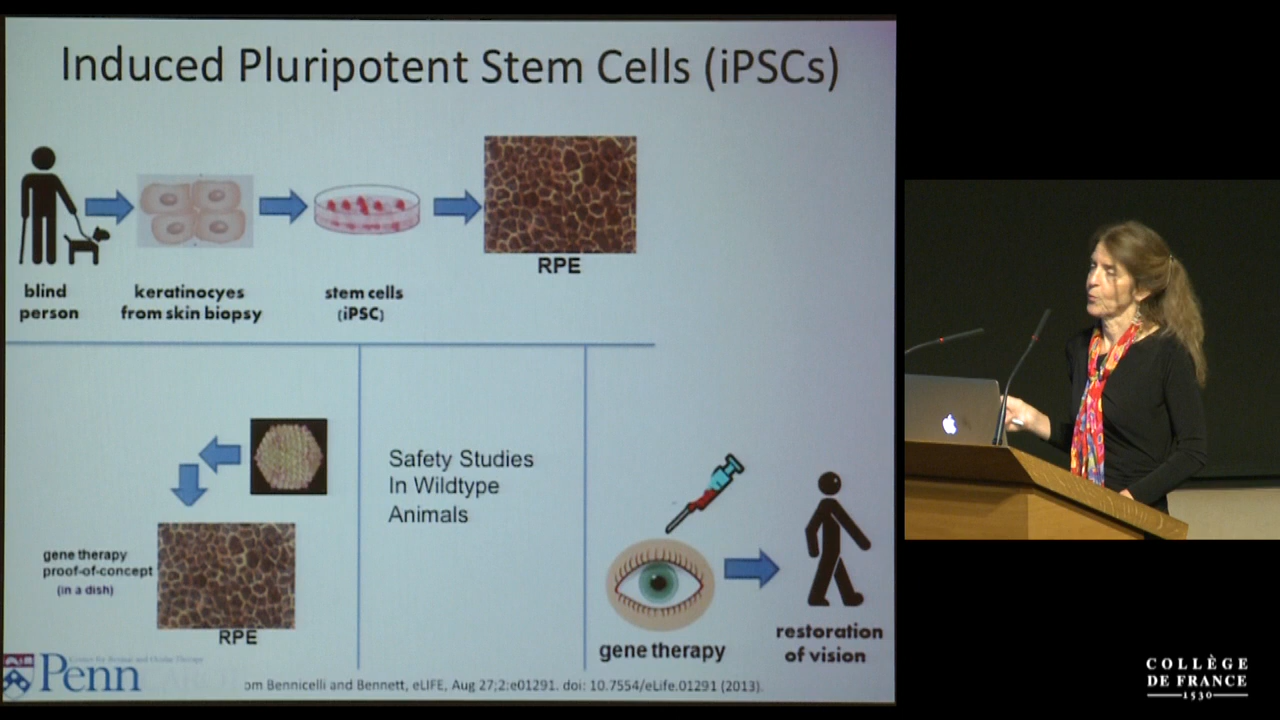 Induced Pluripotent Stem Cells (iPSCs)
RPE
blind
person
keratinocytes
from skin biopsy
stem cells
(iPSC)
Safety Studies
In Wildtype
Animals
gene therapy
proof-of-concept
(in a dish)
RPE
gene therapy
restoration
of vision
Penn
om Bennicelli and Bennett, eLIFE, Aug 27;2:e01291. doi: 10.7554/eLife.01291 (2013).
COLLÈGE
DE FRANCE
1530